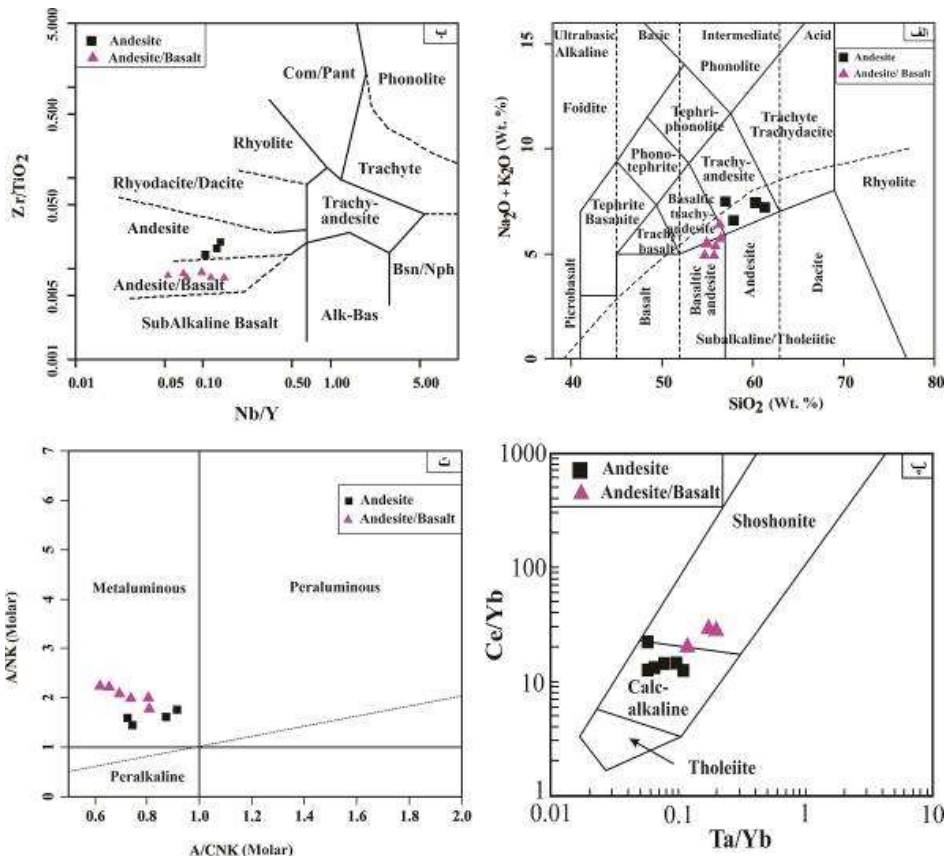 ب-
Andesite
Andesite/Basalt
5.000
0.500
0.050
0.005
0.001
Zr/TiO2
Com/Pant
Phonolite
Rhyolite
Trachyte
Rhyodacite/Dacite
Trachy-
andesite
Andesite
Andesite/Basalt
Bsn/Nph
SubAlkaline Basalt
Alk-Bas
0.01
0.05
0.10
0.50
1.00
5.00
Nb/Y
الف
Andesite
Andesite/ Basalt
15
10
5
0
Na2O + K2O (Wt. %)
Ultrabasic
Alkaline
Basic
Intermediate
Acid
Phonolite
Foidite
Tephri-
phonolite
Trachyte
Trachydacite
Phono-
tephrite
Trachy-
andesite
Rhyolite
Tephrite
Basanite
Basaltic
trachy-
andesite
Trachy
basalt
Picrobasalt
Basalt
Basaltic
andesite
Andesite
Dacite
Subalkaline/Tholeiitic
40
50
60
70
80
SiO2 (Wt. %)
Andesite
Andesite/Basalt
7
6
5
4
3
2
1
0
A/NK (Molar)
Metaluminous
Peraluminous
Peralkaline
0.6
0.8
1.0
1.2
1.4
1.6
1.8
2.0
A/CNK (Molar)
Andesite
Andesite/Basalt
1000
100
10
1
Ce/Yb
Shoshonite
Calc-
alkaline
Tholeiite
0.01
0.1
1
10
Ta/Yb